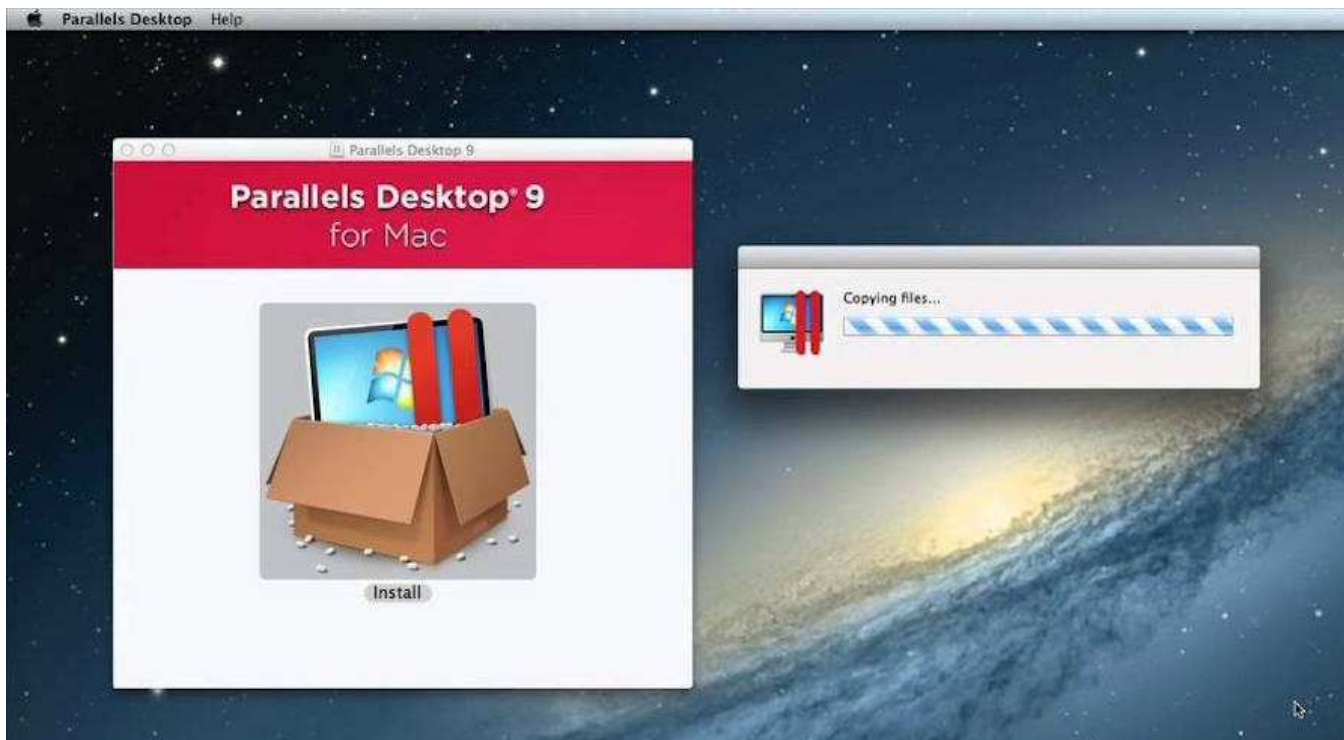 Parallels Desktop Help
Parallels Desktop 9
Parallels Desktop® 9
for Mac
Install
Copying files...